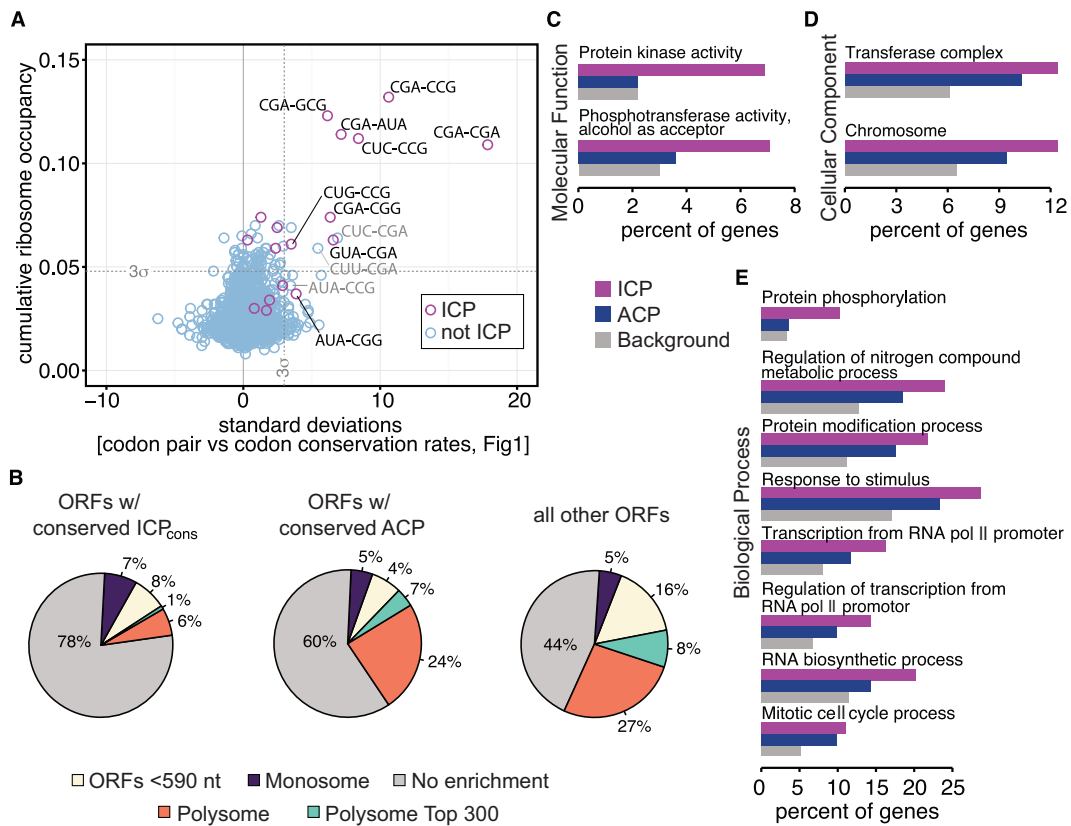 A
cumulative ribosome occupancy
0.15
0.10
0.05
0.00
CGA-CCG
CGA-GCG
CGA-AUA
CUC-CCG
CGA-CGA
CUG-CCG
CGA-CGG
CUC-CGA
GUA-CGA
CUU-CGA
AUA-CCG
AUA-CGG
3σ
3σ
ICP
not ICP
−10
0
10
20
standard deviations
[codon pair vs codon conservation rates, Fig1]
B
ORFs w/
conserved ICPcons
7%
8%
1%
6%
78%
ORFs w/
conserved ACP
5%
4%
7%
24%
60%
all other ORFs
5%
16%
8%
27%
44%
ORFs <590 nt
Monosome
No enrichment
Polysome
Polysome Top 300
C
Molecular Function
Protein kinase activity
Phosphotransferase activity,
alcohol as acceptor
0
2
4
6
8
percent of genes
D
Cellular Component
Transferase complex
Chromosome
0
3
6
9
12
percent of genes
ICP
ACP
Background
E
Biological Process
Protein phosphorylation
Regulation of nitrogen compound
metabolic process
Protein modification process
Response to stimulus
Transcription from RNA pol II promoter
Regulation of transcription from
RNA pol II promotor
RNA biosynthetic process
Mitotic cell cycle process
0
5
10
15
20
25
percent of genes